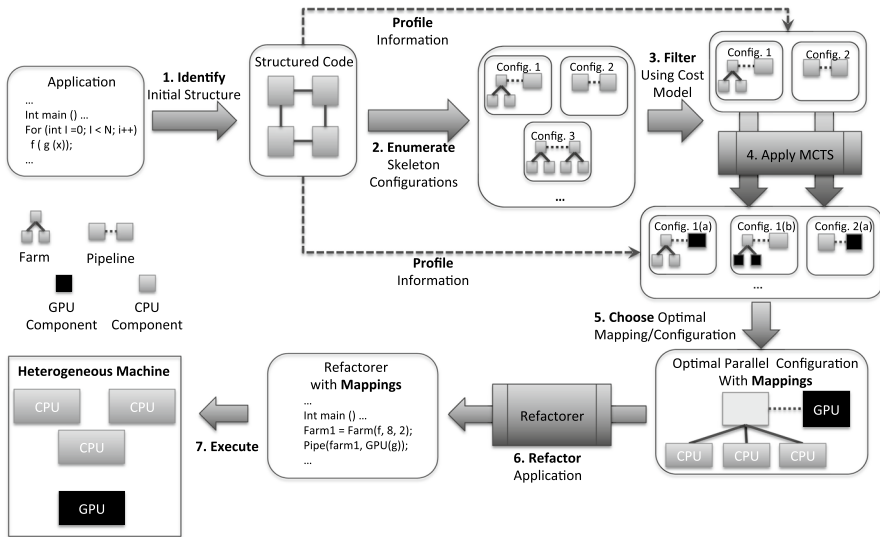 Application
...
Int main () ...
For (int I =0; I < N; i++)
f ( g (x));
...
1. Identify
Initial Structure
Structured Code
Profile
Information
2. Enumerate
Skeleton
Configurations
Config. 1
Config. 2
Config. 3
...
3. Filter
Using Cost
Model
Config. 1
Config. 2
4. Apply MCTS
Config. 1(a)
Config. 1(b)
Config. 2(a)
...
Profile
Information
Farm
Pipeline
GPU
Component
CPU
Component
5. Choose Optimal
Mapping/Configuration
Optimal Parallel Configuration
With Mappings
GPU
CPU
CPU
CPU
Refactorer
6. Refactor
Application
Refactorer
with Mappings
...
Int main () ...
Farm1 = Farm(f, 8, 2);
Pipe(farm1, GPU(g));
...
7. Execute
Heterogeneous Machine
CPU
CPU
CPU
GPU